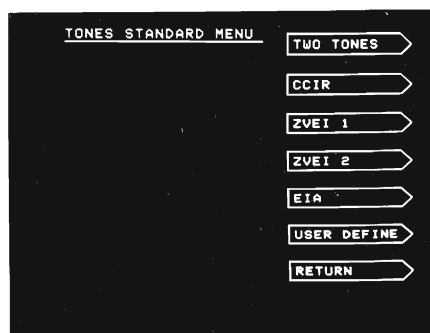 TONES STANDARD MENU
TWO TONES
CCIR
ZVEI 1
ZVEI 2
EIA
USER DEFINE
RETURN